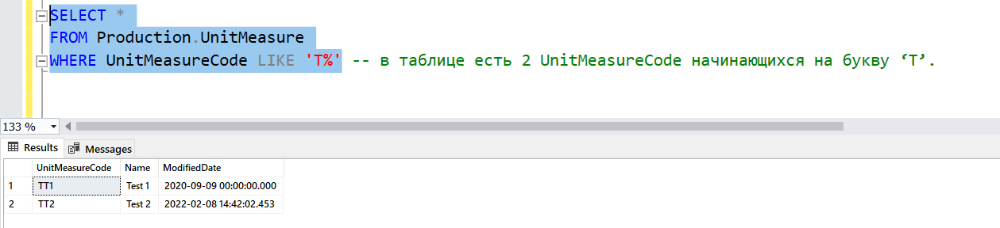 SELECT *
FROM Production.UnitMeasure
WHERE UnitMeasureCode LIKE 'T%' -- в таблице есть 2 UnitMeasureCode начинающихся на букву ‘T’.
133 %
Results Messages
UnitMeasureCode Name ModifiedDate
1 TT1 Test 1 2020-09-09 00:00:00.000
2 TT2 Test 2 2022-02-08 14:42:02.453